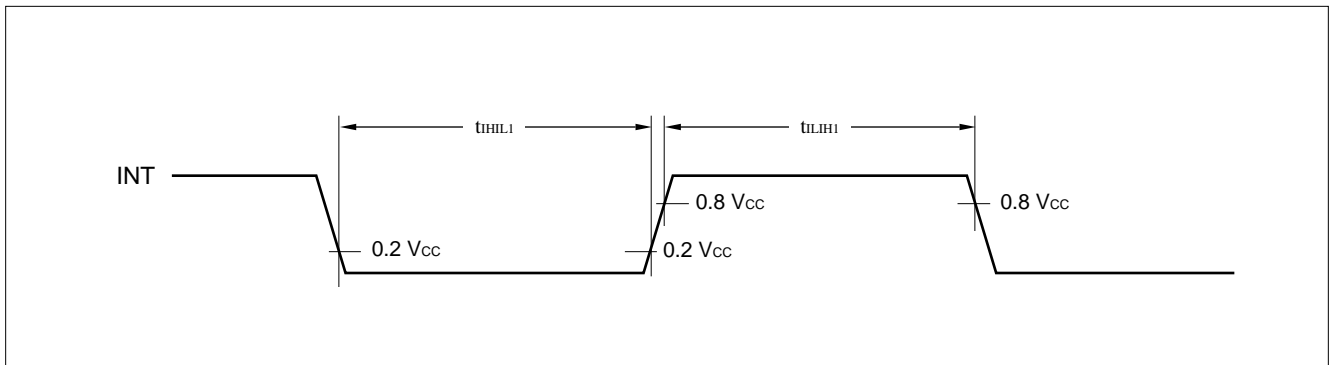 tIHIL1 tILIH1
INT
0.8 VCC 0.8 VCC
0.2 VCC 0.2 VCC